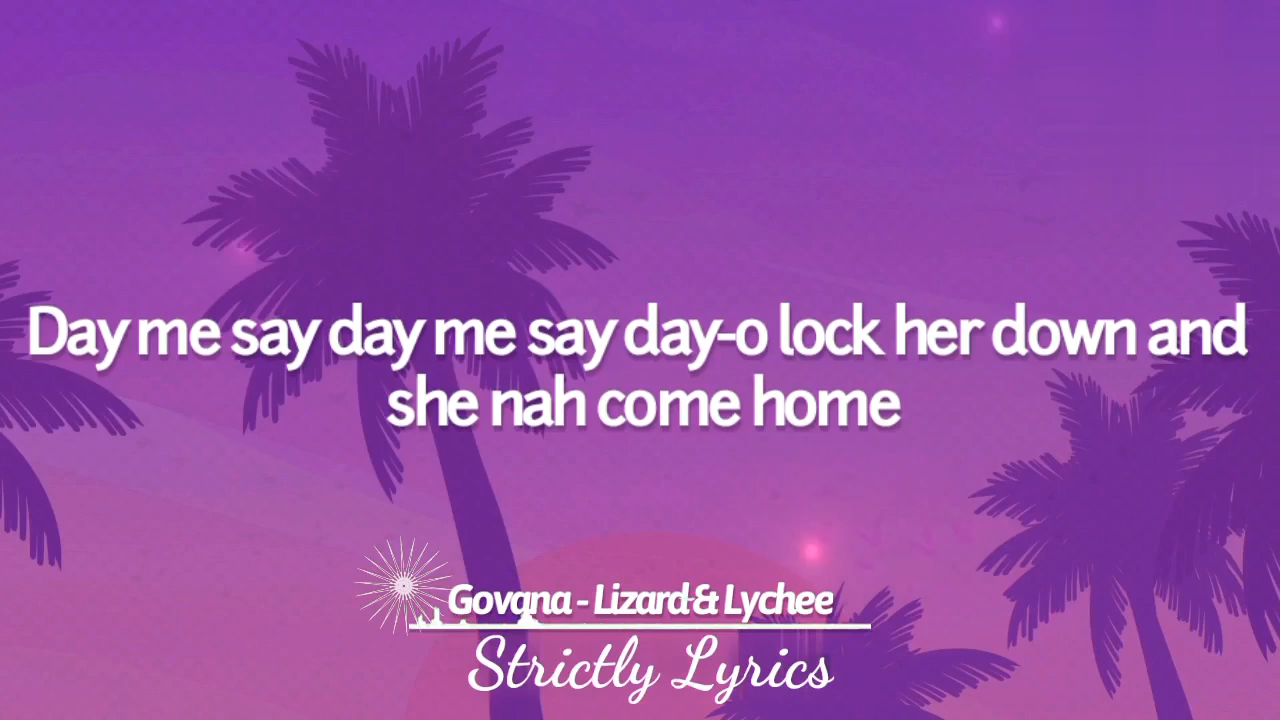 Day me say day me say day-o lock her down and
she nah come home
Govana - Lizard & Lychee
Strictly Lyrics